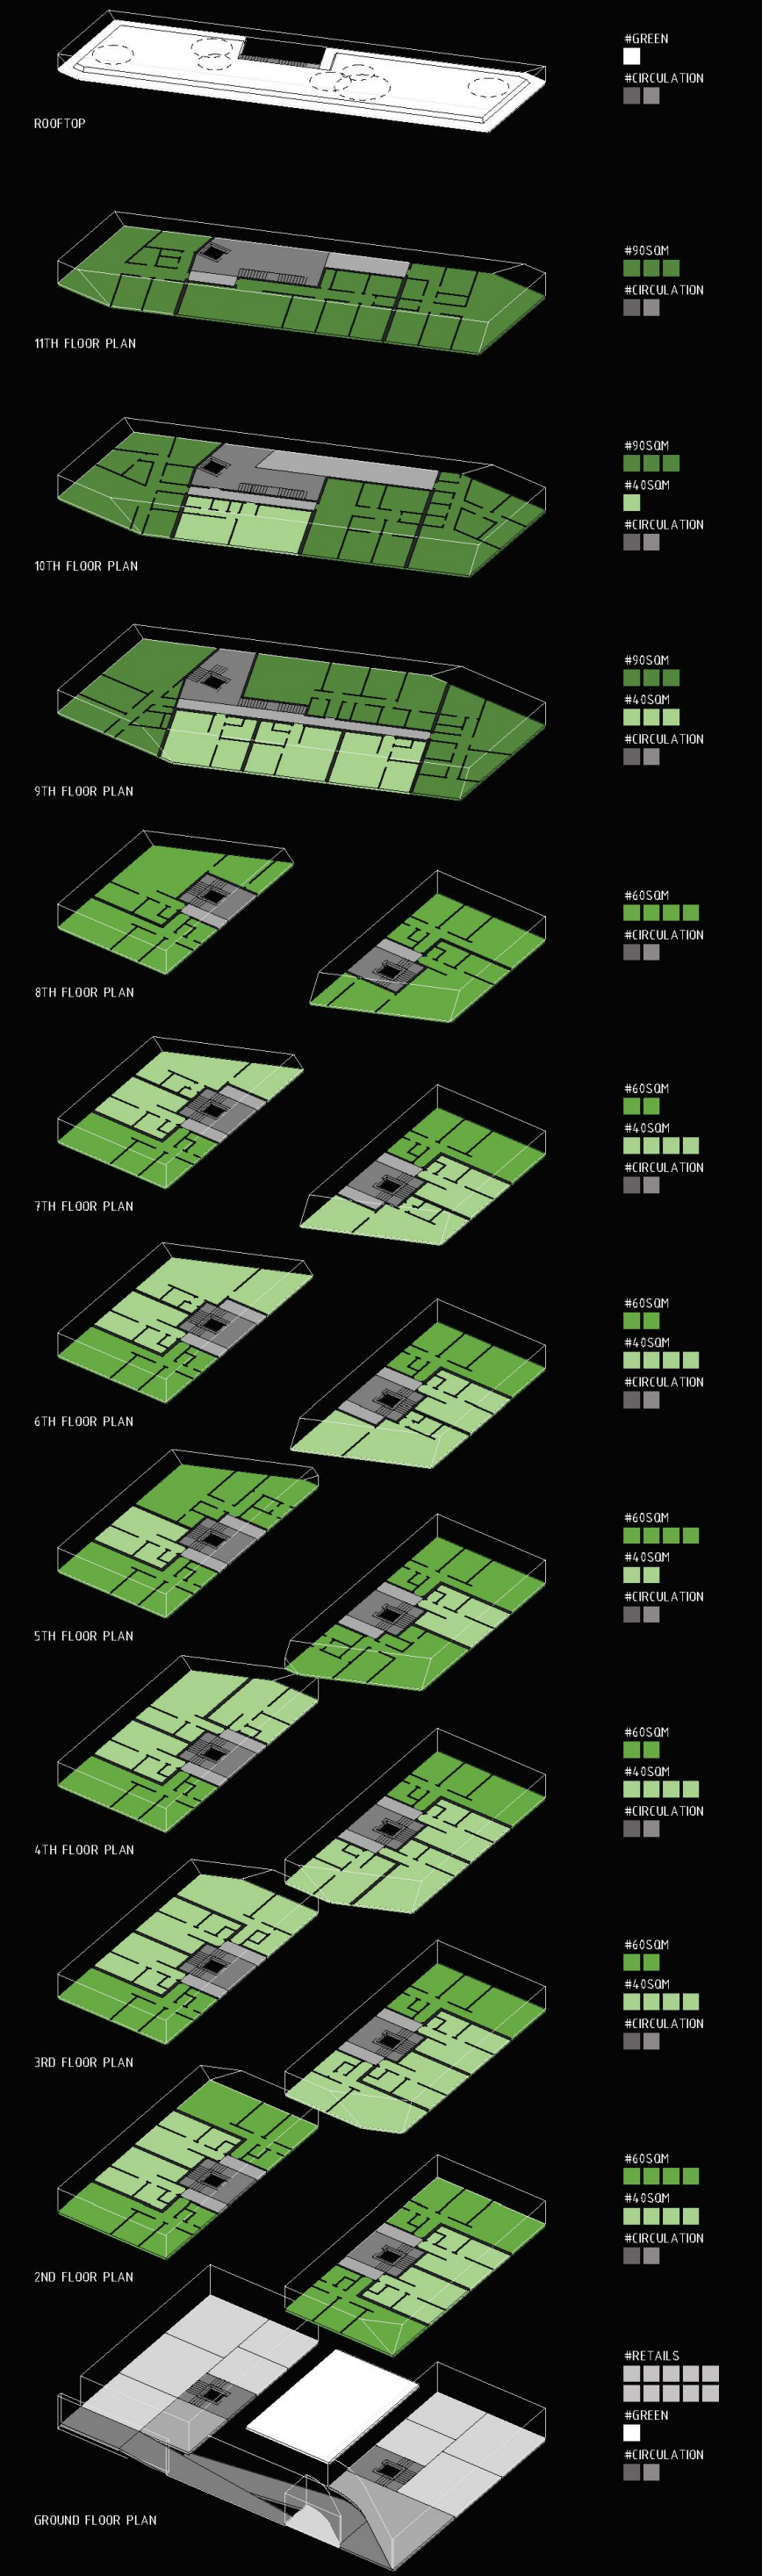 #GREEN
#CIRCULATION
ROOFTOP
#90SQM
#CIRCULATION
11TH FLOOR PLAN
#90SQM
#40SQM
#CIRCULATION
10TH FLOOR PLAN
#90SQM
#40SQM
#CIRCULATION
9TH FLOOR PLAN
#60SQM
#CIRCULATION
8TH FLOOR PLAN
#60SQM
#40SQM
#CIRCULATION
7TH FLOOR PLAN
#60SQM
#40SQM
#CIRCULATION
6TH FLOOR PLAN
#60SQM
#40SQM
#CIRCULATION
5TH FLOOR PLAN
#60SQM
#40SQM
#CIRCULATION
4TH FLOOR PLAN
#60SQM
#40SQM
#CIRCULATION
3RD FLOOR PLAN
#60SQM
#40SQM
#CIRCULATION
2ND FLOOR PLAN
#RETAILS
#GREEN
#CIRCULATION
GROUND FLOOR PLAN